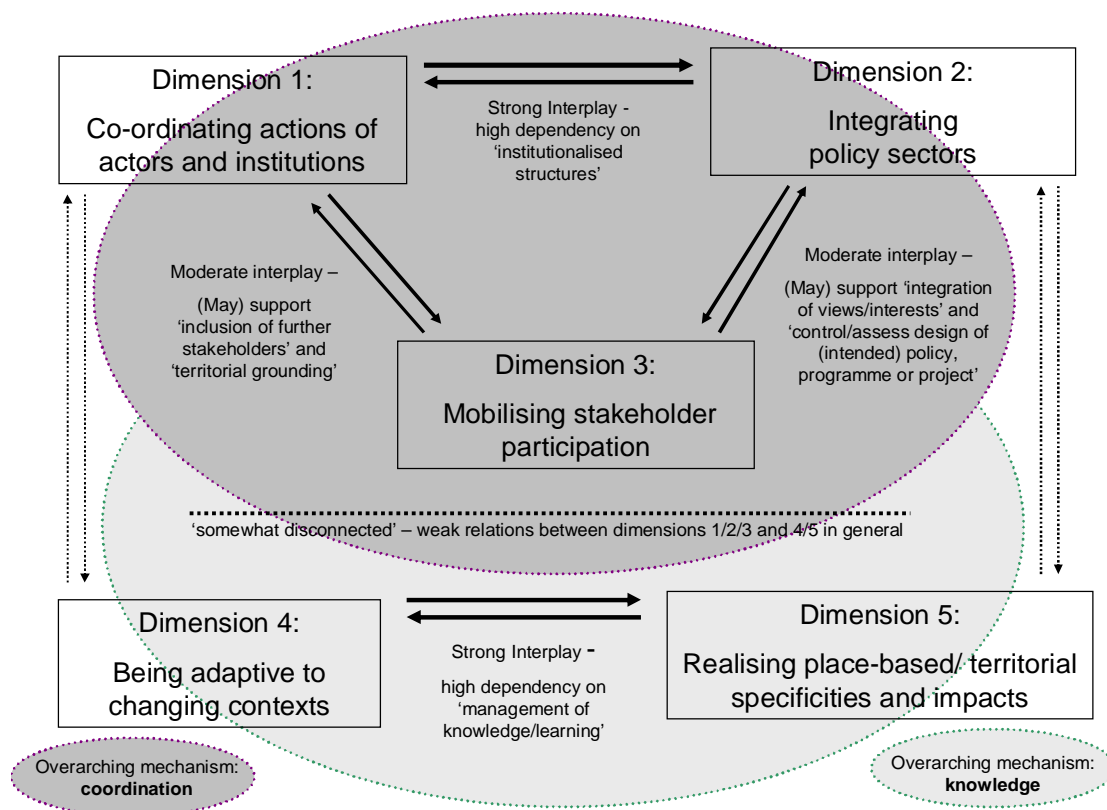 Dimension 1:
Co-ordinating actions of
actors and institutions
Strong Interplay -
high dependency on
‘institutionalised
structures’
Dimension 2:
Integrating
policy sectors
Moderate interplay –
(May) support
‘inclusion of further
stakeholders’ and
‘territorial grounding’
Moderate interplay –
(May) support ‘integration
of views/interests’ and
‘control/assess design of
(intended) policy,
programme or project’
Dimension 3:
Mobilising stakeholder
participation
‘somewhat disconnected’ – weak relations between dimensions 1/2/3 and 4/5 in general
Dimension 4:
Being adaptive to
changing contexts
Strong Interplay -
high dependency on
‘management of
knowledge/learning’
Dimension 5:
Realising place-based/ territorial
specificities and impacts
Overarching mechanism:
coordination
Overarching mechanism:
knowledge